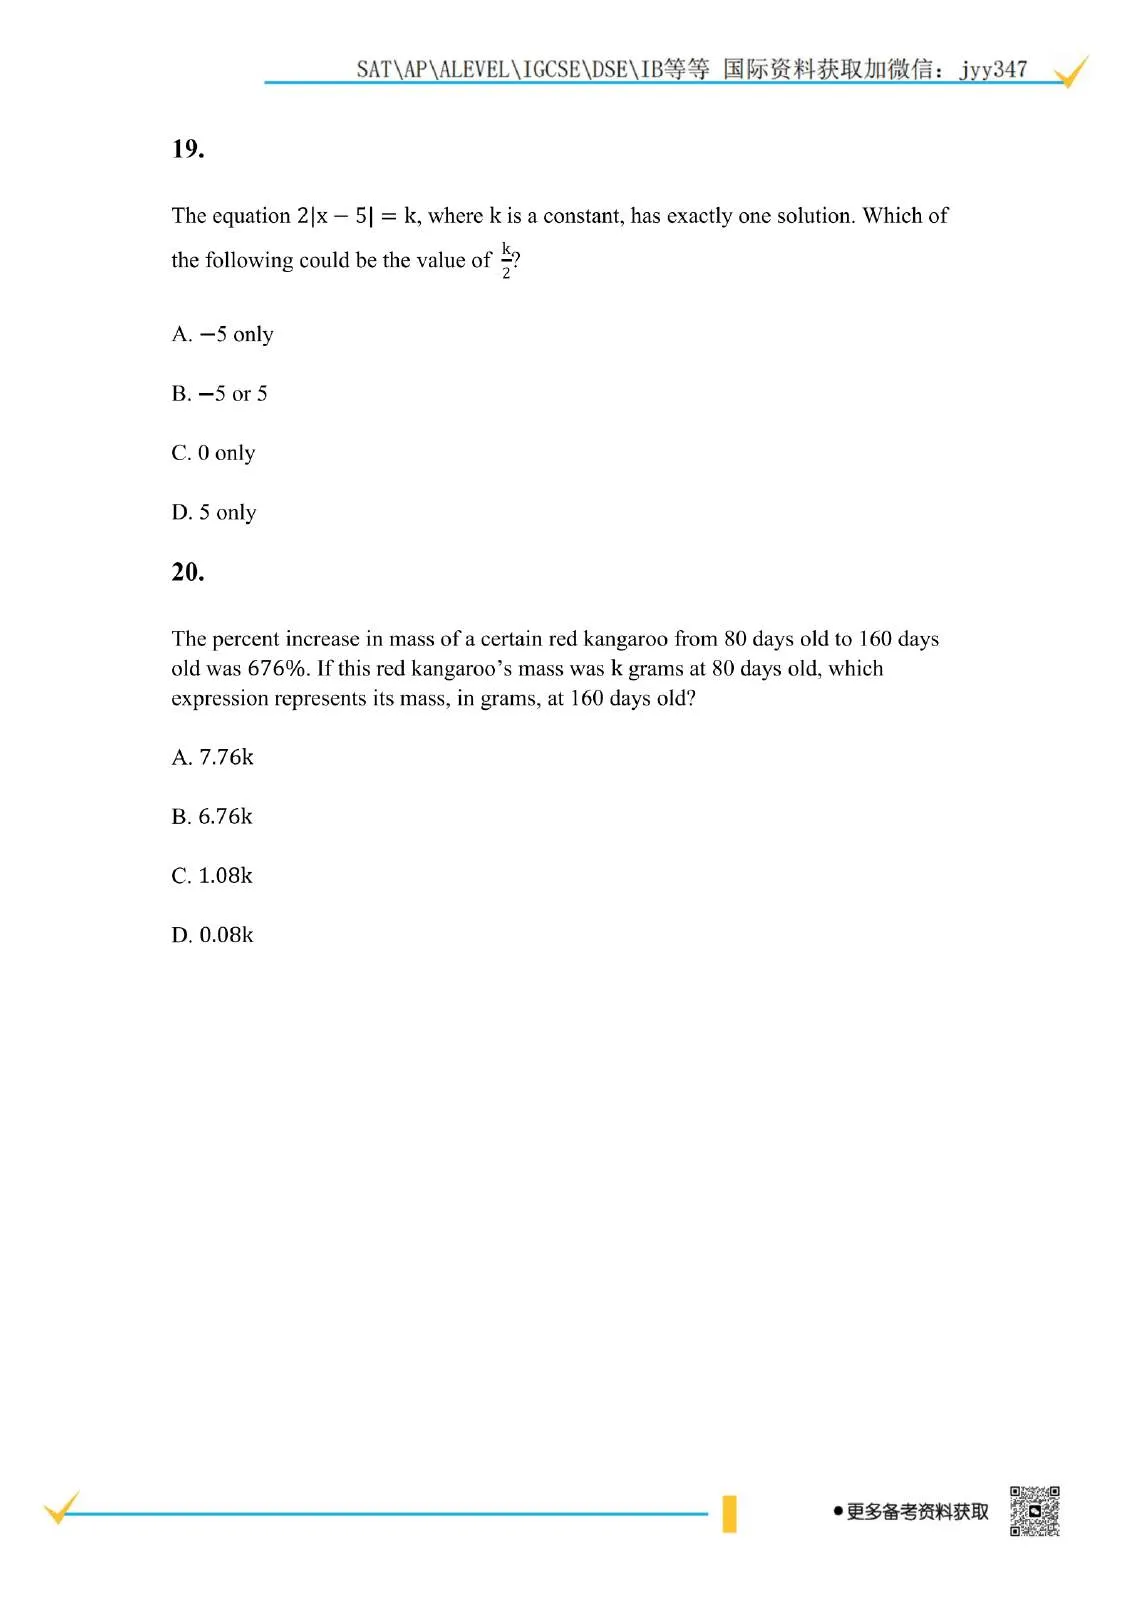 SAT\AP\ALEVEL\IGCSE\DSE\IB等等 国际资料获取加微信：jyy347
19.
The equation 2|x − 5| = k, where k is a constant, has exactly one solution. Which of
the following could be the value of k/2?
A. −5 only
B. −5 or 5
C. 0 only
D. 5 only
20.
The percent increase in mass of a certain red kangaroo from 80 days old to 160 days
old was 676%. If this red kangaroo’s mass was k grams at 80 days old, which
expression represents its mass, in grams, at 160 days old?
A. 7.76k
B. 6.76k
C. 1.08k
D. 0.08k
●更多备考资料获取